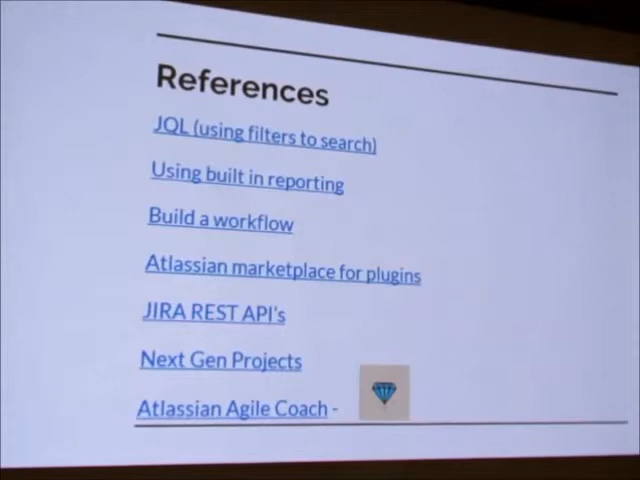 References
JQL (using filters to search)
Using built in reporting
Build a workflow
Atlassian marketplace for plugins
JIRA REST API's
Next Gen Projects
Atlassian Agile Coach -